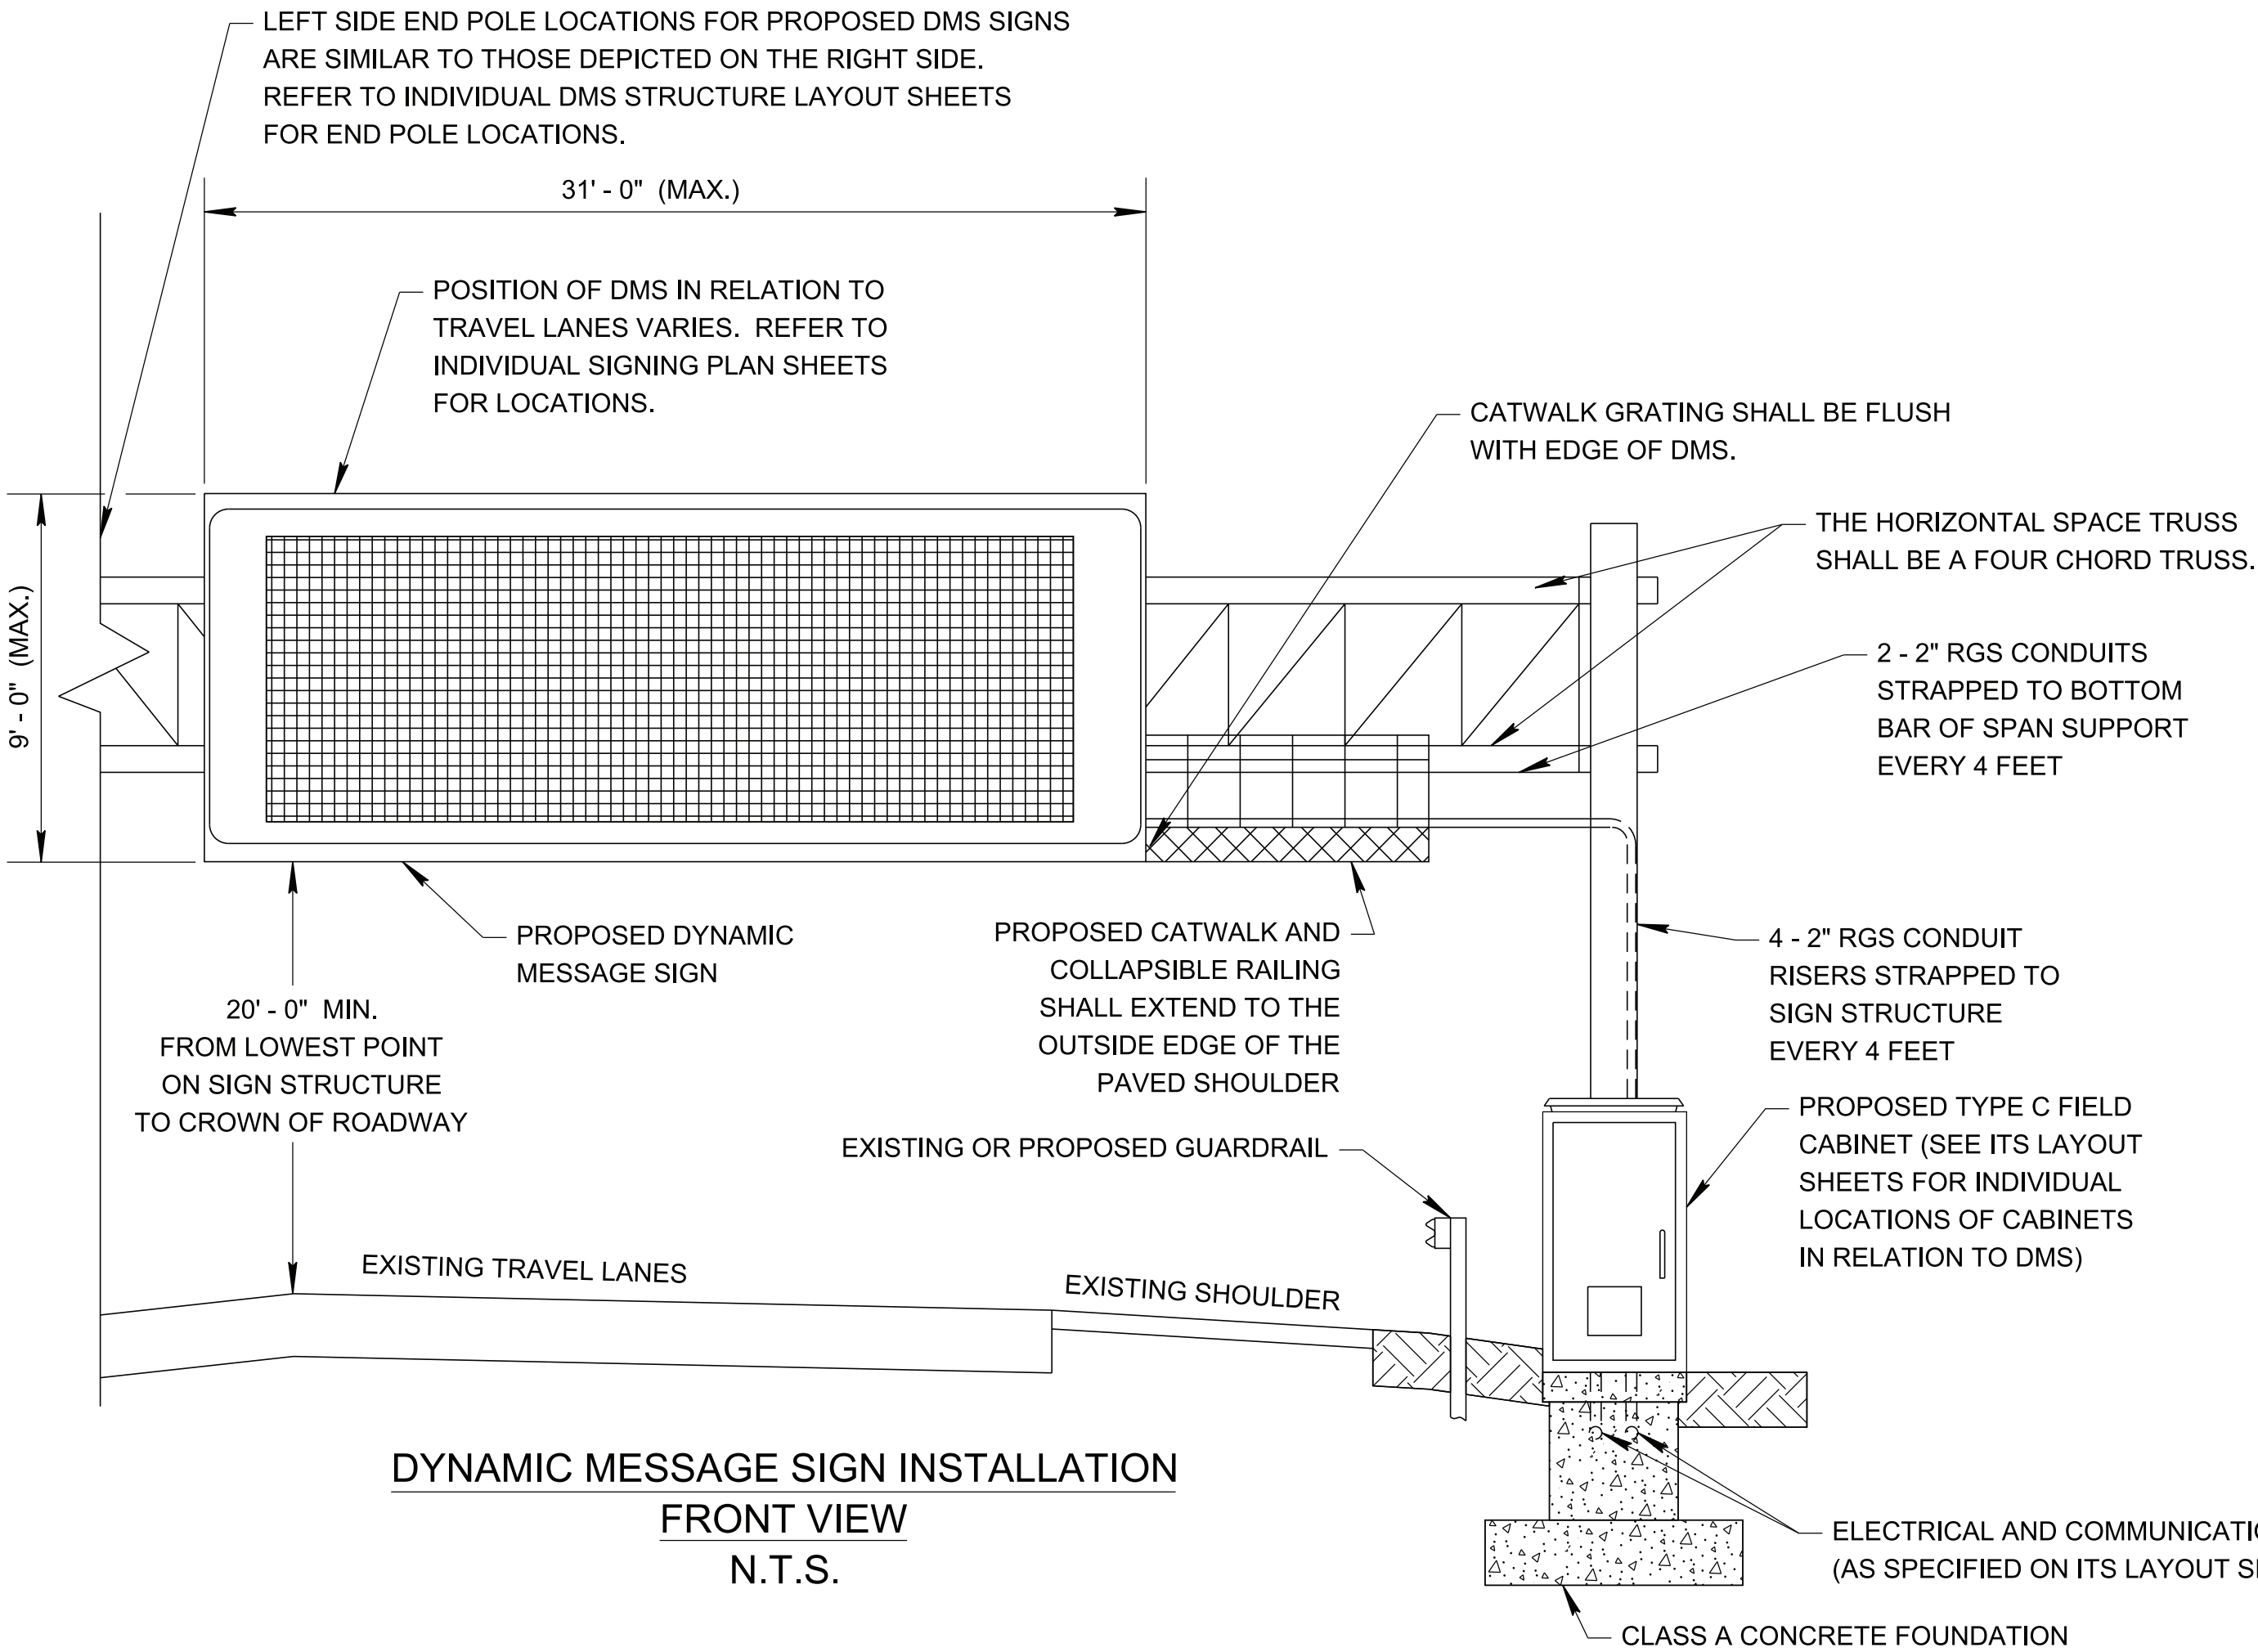 LEFT SIDE END POLE LOCATIONS FOR PROPOSED DMS SIGNS
ARE SIMILAR TO THOSE DEPICTED ON THE RIGHT SIDE.
REFER TO INDIVIDUAL DMS STRUCTURE LAYOUT SHEETS
FOR END POLE LOCATIONS.
31' - 0" (MAX.)
POSITION OF DMS IN RELATION TO
TRAVEL LANES VARIES. REFER TO
INDIVIDUAL SIGNING PLAN SHEETS
FOR LOCATIONS.
CATWALK GRATING SHALL BE FLUSH
WITH EDGE OF DMS.
THE HORIZONTAL SPACE TRUSS
SHALL BE A FOUR CHORD TRUSS.
9' - 0" (MAX.)
2 - 2" RGS CONDUITS
STRAPPED TO BOTTOM
BAR OF SPAN SUPPORT
EVERY 4 FEET
PROPOSED DYNAMIC
MESSAGE SIGN
PROPOSED CATWALK AND
COLLAPSIBLE RAILING
SHALL EXTEND TO THE
OUTSIDE EDGE OF THE
PAVED SHOULDER
4 - 2" RGS CONDUIT
RISERS STRAPPED TO
SIGN STRUCTURE
EVERY 4 FEET
20' - 0" MIN.
FROM LOWEST POINT
ON SIGN STRUCTURE
TO CROWN OF ROADWAY
PROPOSED TYPE C FIELD
CABINET (SEE ITS LAYOUT
SHEETS FOR INDIVIDUAL
LOCATIONS OF CABINETS
IN RELATION TO DMS)
EXISTING OR PROPOSED GUARDRAIL
EXISTING TRAVEL LANES
EXISTING SHOULDER
DYNAMIC MESSAGE SIGN INSTALLATION
FRONT VIEW
N.T.S.
ELECTRICAL AND
(AS SPECIFIED ON ITS LAYOUT
CLASS A CONCRETE FOUNDATION